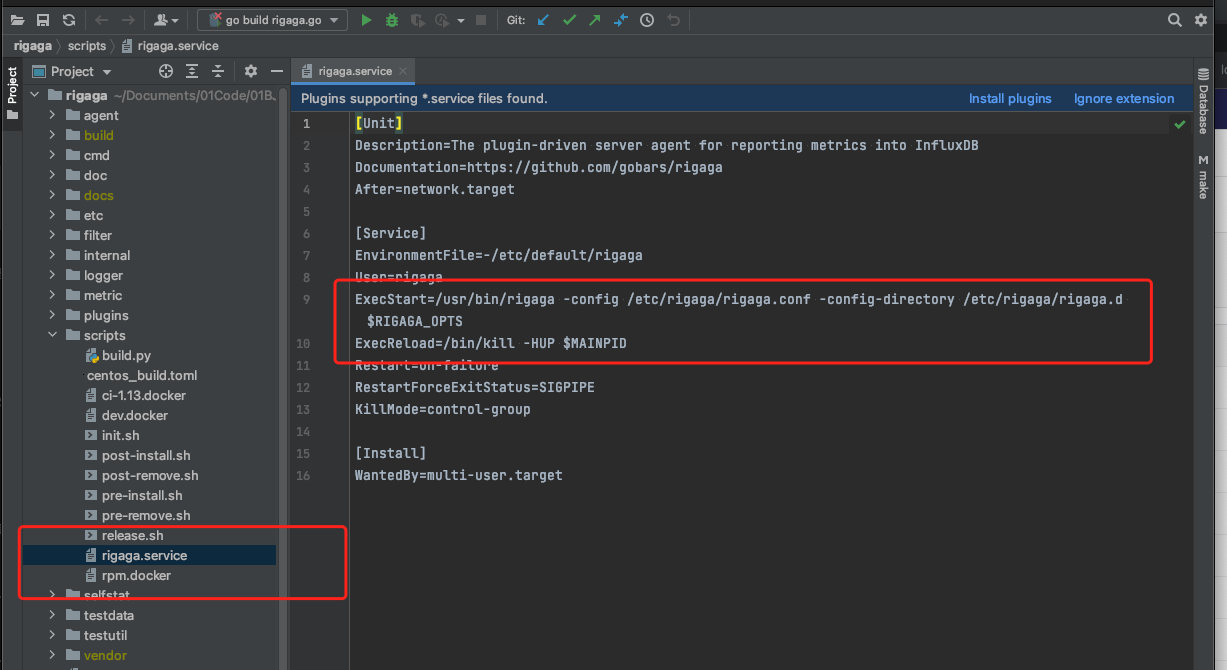 go build rigaga.go
Git:
rigaga
scripts
rigaga.service
Project
Project
rigaga.service
Database
make
rigaga ~/Documents/01Code/01B..
agent
build
cmd
doc
docs
etc
filter
internal
logger
metric
plugins
scripts
build.py
centos_build.toml
ci-1.13.docker
dev.docker
init.sh
post-install.sh
post-remove.sh
pre-install.sh
pre-remove.sh
release.sh
rigaga.service
rpm.docker
selfstat
testdata
testutil
vendor
Plugins supporting *.service files found.
Install plugins
Ignore extension
1 [Unit]
2 Description=The plugin-driven server agent for reporting metrics into InfluxDB
3 Documentation=https://github.com/gobars/rigaga
4 After=network.target
5
6 [Service]
7 EnvironmentFile=-/etc/default/rigaga
8 User=rigaga
9 ExecStart=/usr/bin/rigaga -config /etc/rigaga/rigaga.conf -config-directory /etc/rigaga/rigaga.d
$RIGAGA_OPTS
10 ExecReload=/bin/kill -HUP $MAINPID
11 Restart=on-failure
12 RestartForceExitStatus=SIGPIPE
13 KillMode=control-group
14
15 [Install]
16 WantedBy=multi-user.target